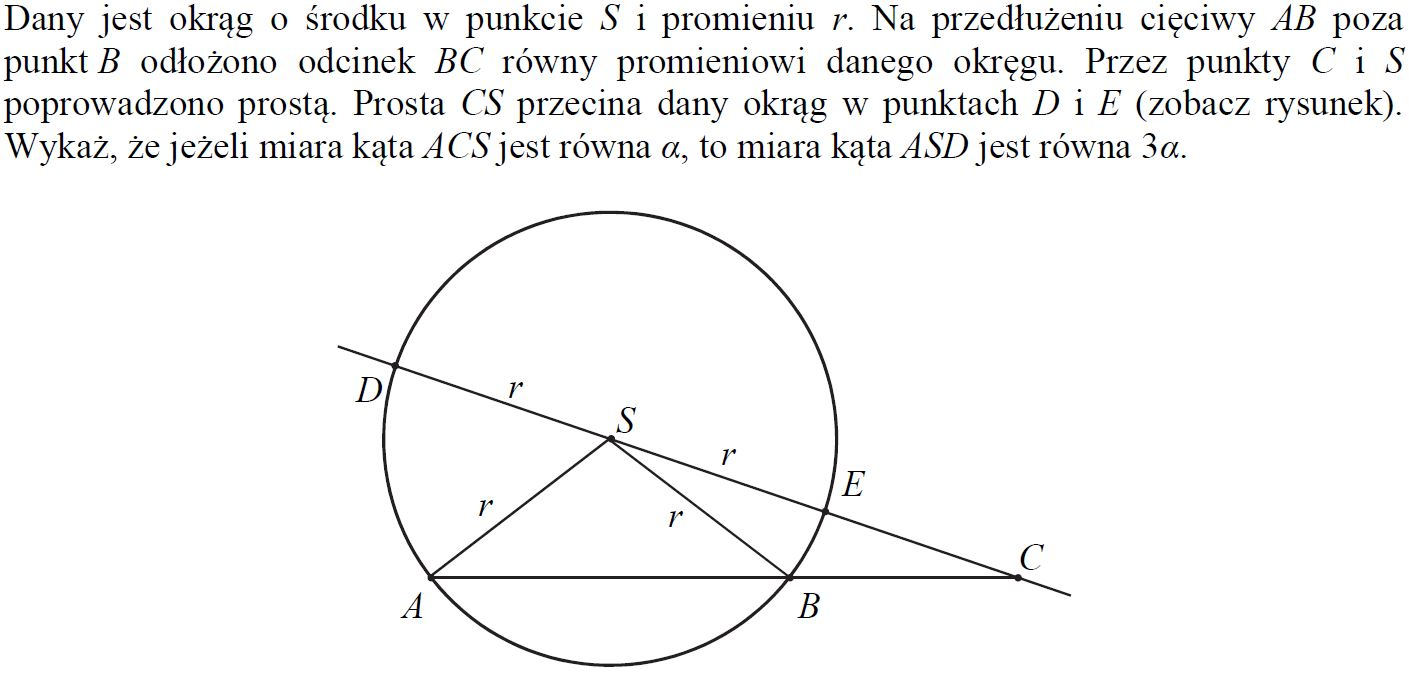 Dany jest okrąg o środku w punkcie S i promieniu r. Na przedłużeniu cięciwy AB poza
punkt B odłożono odcinek BC równy promieniowi danego okręgu. Przez punkty C i S
poprowadzono prostą. Prosta CS przecina dany okrąg w punktach D i E (zobacz rysunek).
Wykaż, że jeżeli miara kąta ACS jest równa α, to miara kąta ASD jest równa 3α.
D
r
S
r
E
r
r
C
A
B